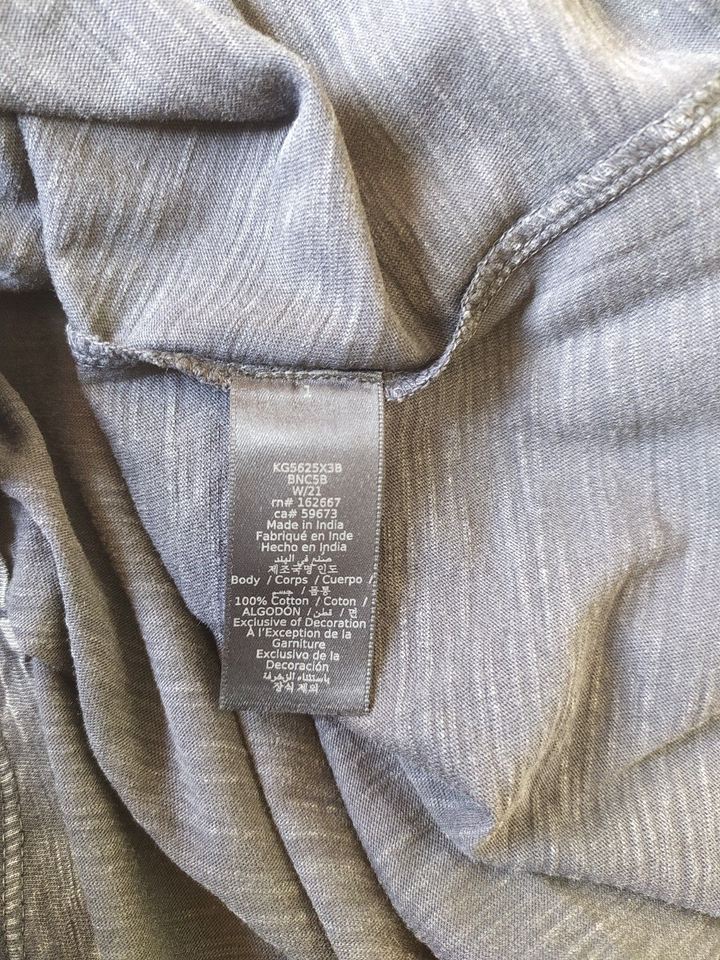 KG5625X3B
BNC5B
W/21
rn# 162667
ca# 59673
Made in India
Fabriqué en Inde
Hecho en India
صنع في الهند
제조국명 인도
Body / Corps / Cuerpo /
جسم / 몸통
100% Cotton / Coton /
ALGODÓN / قطن / 면
Exclusive of Decoration
À l'Exception de la
Garniture
Exclusivo de la
Decoración
باستثناء الزخرفة
장식 제외